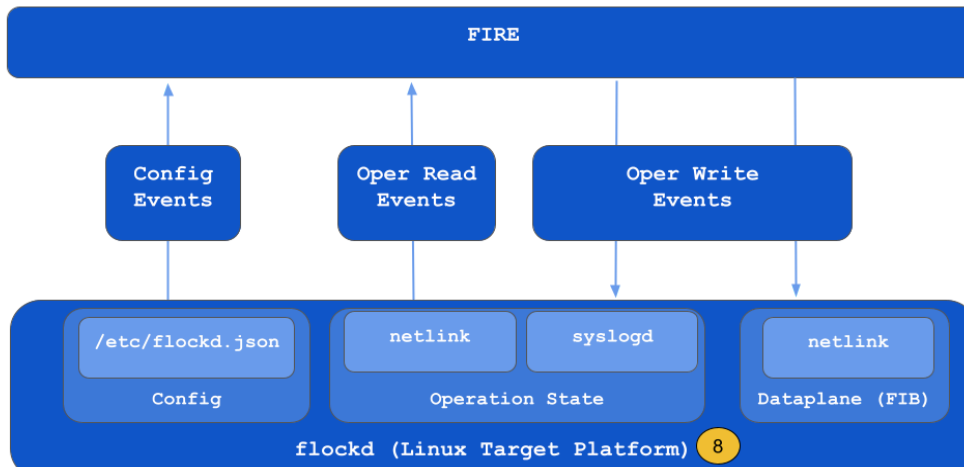 FIRE
Config
Events
Oper Read
Events
Oper Write
Events
/etc/flockd.json
netlink
syslogd
netlink
Config
Operation State
Dataplane (FIB)
flockd (Linux Target Platform)
8